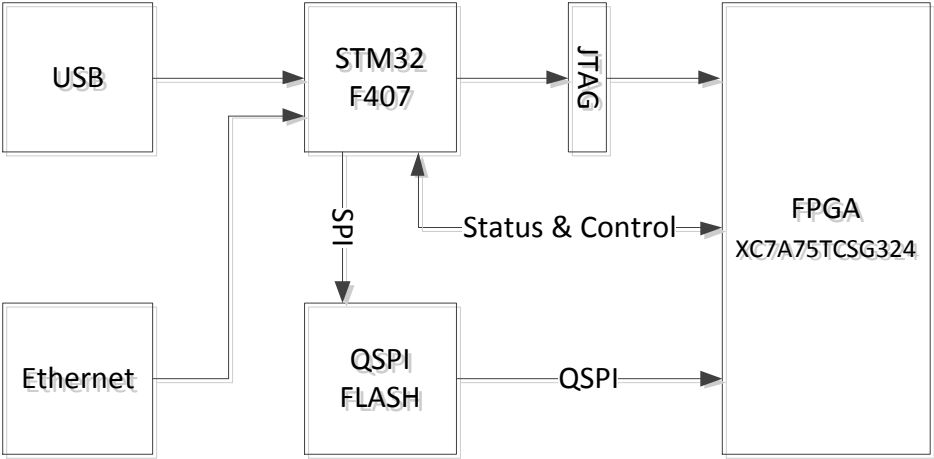 USB
STM32
F407
JTAG
SPI
Status & Control
FPGA
XC7A75TCSG324
Ethernet
QSPI
FLASH
QSPI